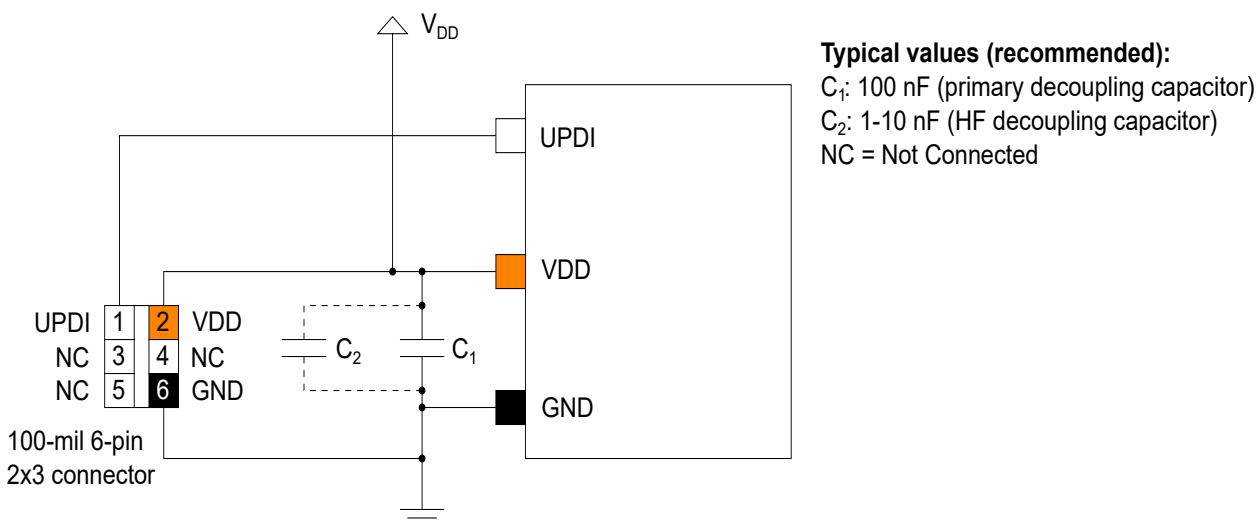 V_DD
Typical values (recommended):
C₁: 100 nF (primary decoupling capacitor)
C₂: 1-10 nF (HF decoupling capacitor)
NC = Not Connected
UPDI
VDD
UPDI 1 2 VDD
NC 3 4 NC
NC 5 6 GND
C₂ C₁
GND
100-mil 6-pin
2x3 connector